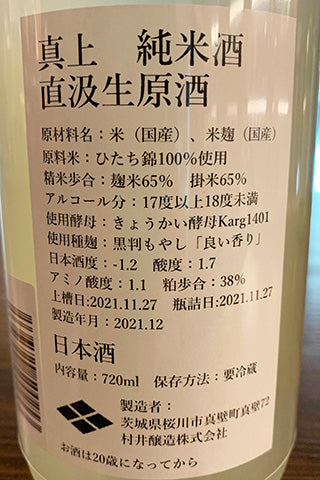 真上 純米酒
直汲生原酒
原材料名：米（国産）、米麹（国産）
原料米：ひたち錦100%使用
精米歩合：麹米65% 掛米65%
アルコール分：17度以上18度未満
使用酵母：きょうかい酵母Karg1401
使用種麹：黒判もやし「良い香り」
日本酒度：-1.2 酸度：1.7
アミノ酸度：1.1 粕歩合：38%
上槽日:2021.11.27 瓶詰日:2021.11.27
製造年月：2021.12
日本酒
内容量：720ml 保存方法：要冷蔵
製造者：
茨城県桜川市真壁町真壁72
村井醸造株式会社
お酒は20歳になってから